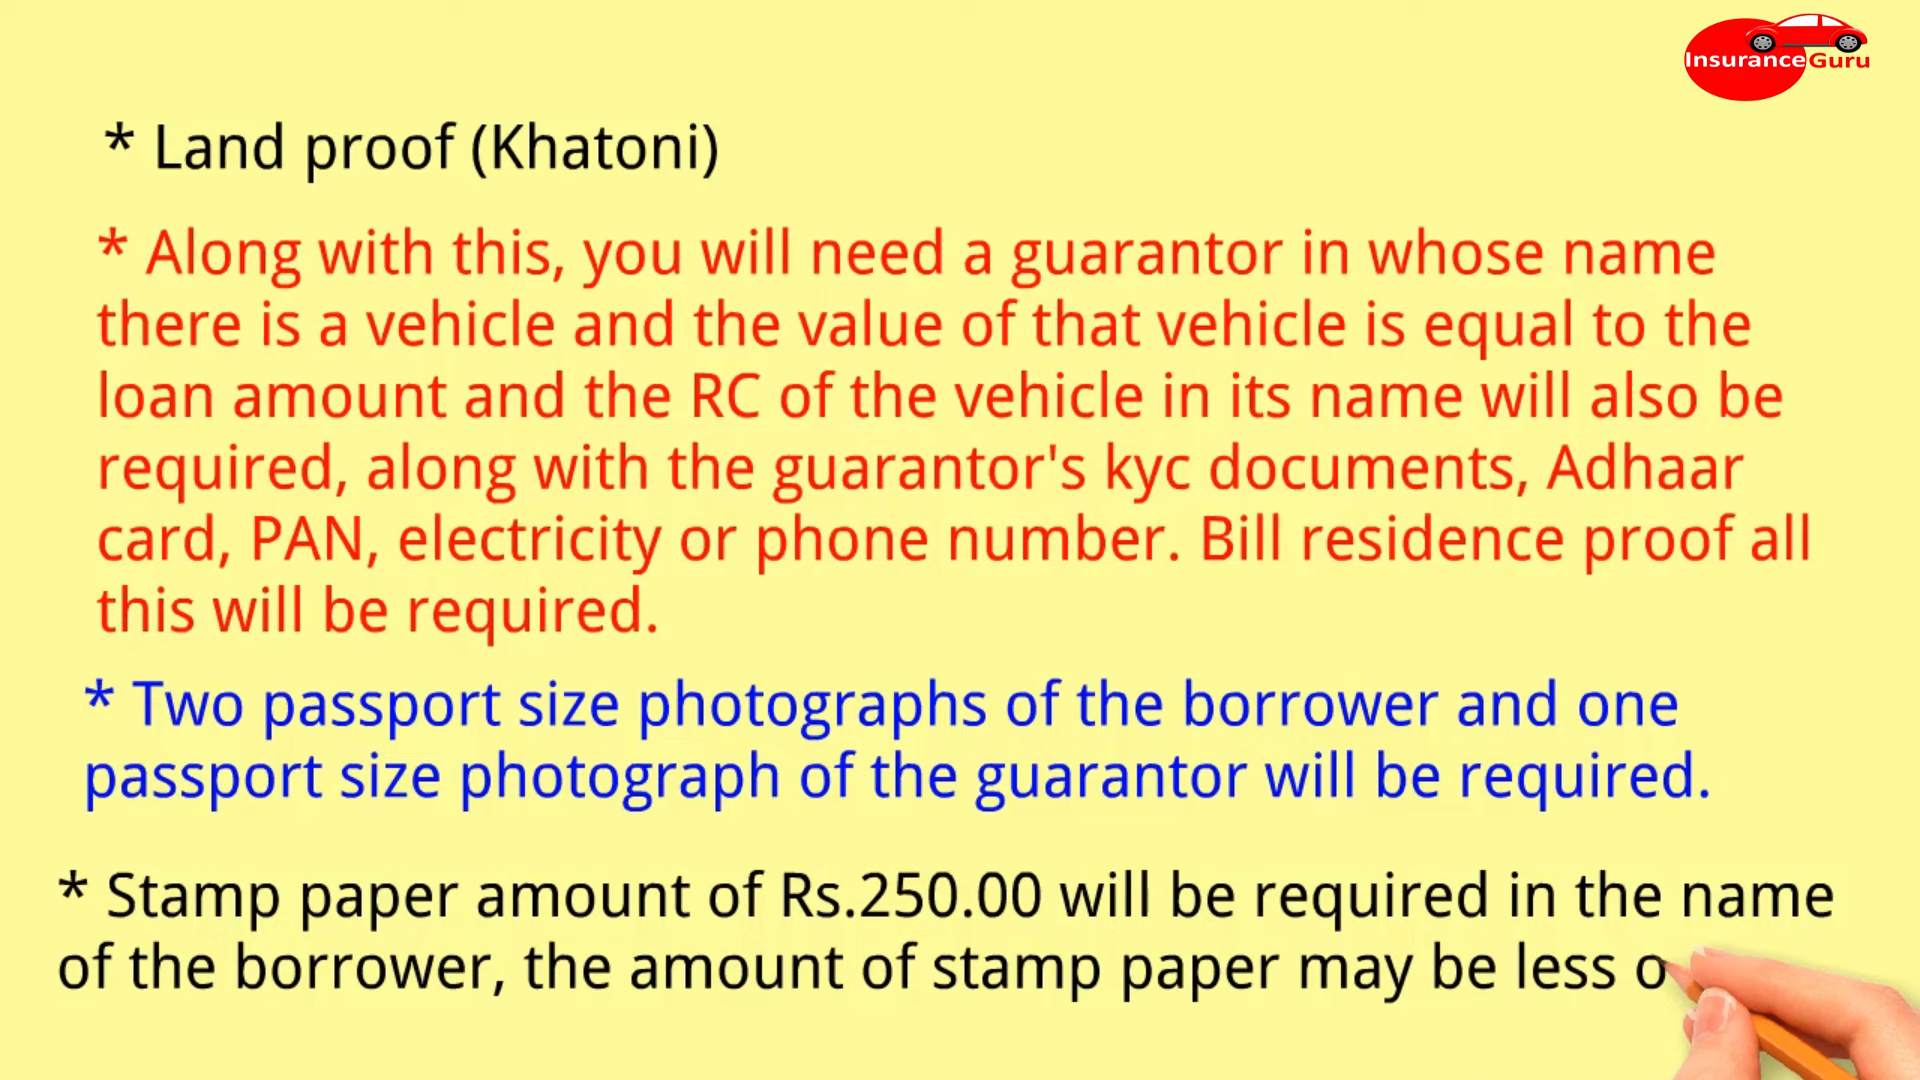 InsuranceGuru
* Land proof (Khatoni)
* Along with this, you will need a guarantor in whose name
there is a vehicle and the value of that vehicle is equal to the
loan amount and the RC of the vehicle in its name will also be
required, along with the guarantor's kyc documents, Adhaar
card, PAN, electricity or phone number. Bill residence proof all
this will be required.
* Two passport size photographs of the borrower and one
passport size photograph of the guarantor will be required.
* Stamp paper amount of Rs.250.00 will be required in the name
of the borrower, the amount of stamp paper may be less o